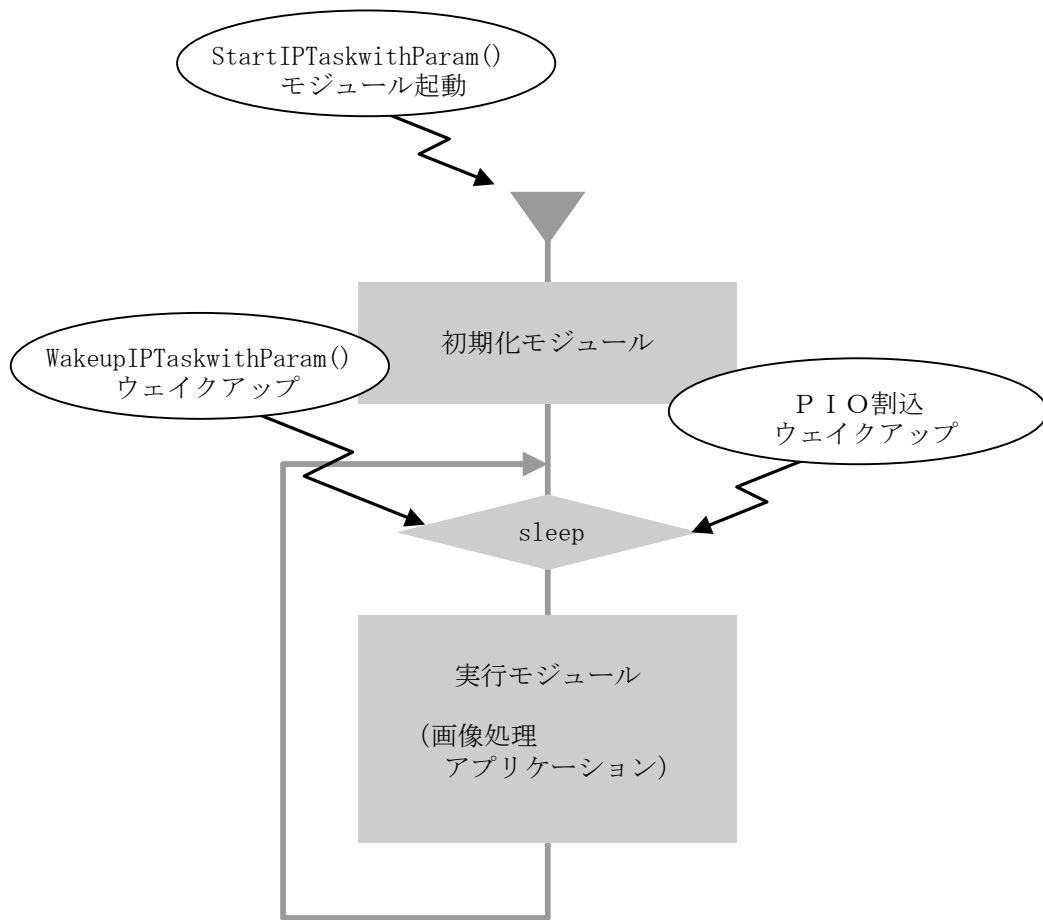 StartIPTaskwithParam()
モジュール起動
初期化モジュール
WakeupIPTaskwithParam()
ウェイクアップ
ＰＩＯ割込
ウェイクアップ
sleep
実行モジュール
（画像処理
アプリケーション）